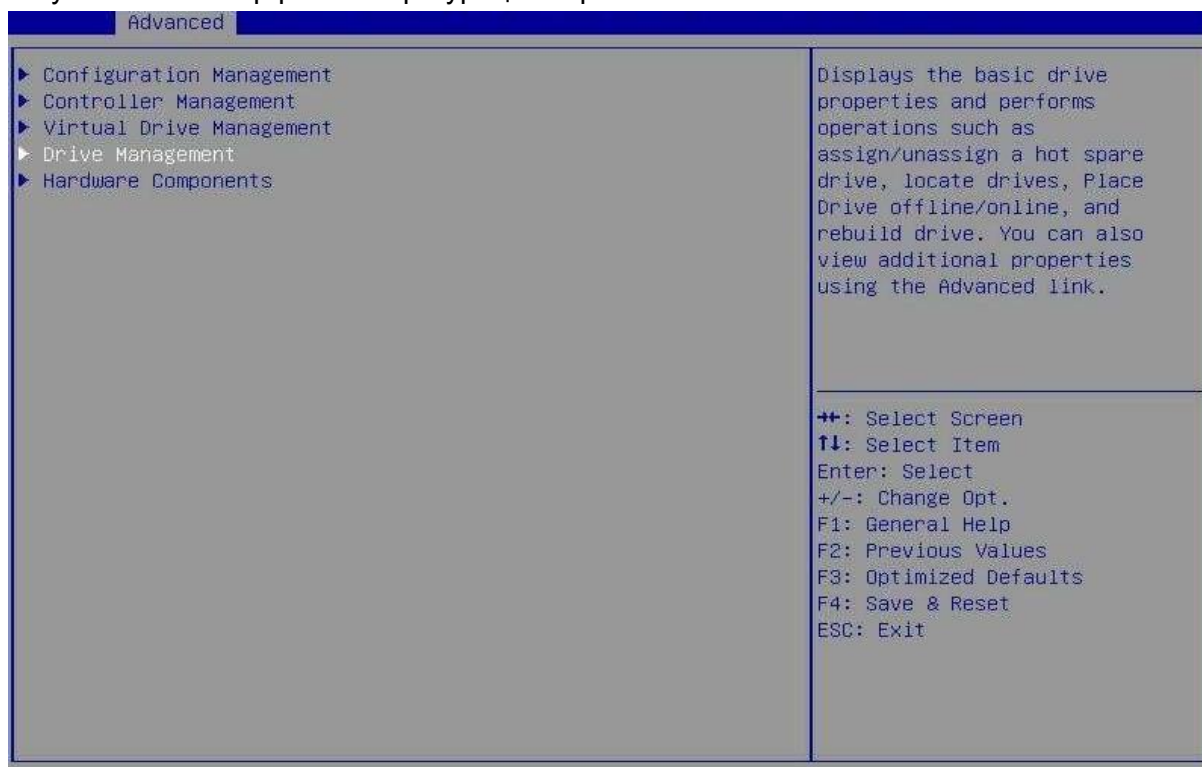 Advanced
▶ Configuration Management
▶ Controller Management
▶ Virtual Drive Management
▶ Drive Management
▶ Hardware Components
Displays the basic drive
properties and performs
operations such as
assign/unassign a hot spare
drive, locate drives, Place
Drive offline/online, and
rebuild drive. You can also
view additional properties
using the Advanced link.
→←: Select Screen
↑↓: Select Item
Enter: Select
+/-: Change Opt.
F1: General Help
F2: Previous Values
F3: Optimized Defaults
F4: Save & Reset
ESC: Exit